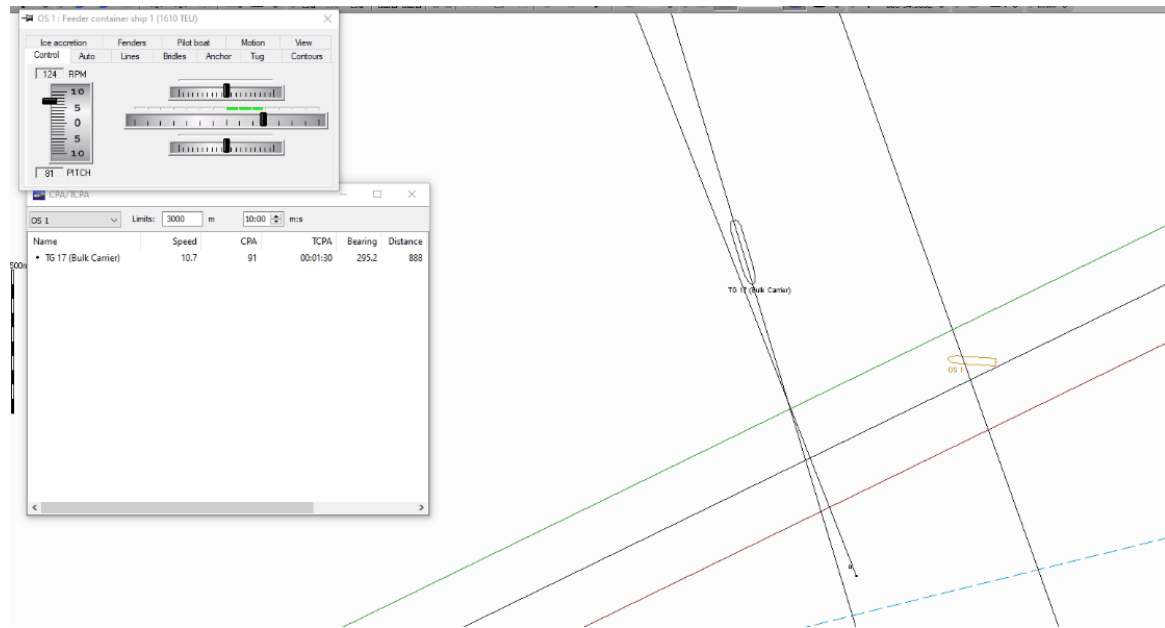 OS 1 : Feeder container ship 1 (1610 TEU)
Ice accretion Fenders Pilot boat Motion View
Control Auto Lines Bridles Anchor Tug Contours
124 RPM
10
5
0
5
10
81 PITCH
CPA/TCPA
OS 1 Limits: 3000 m 10:00 m:s
Name Speed CPA TCPA Bearing Distance
TG 17 (Bulk Carrier) 10.7 91 00:01:30 295.2 888
500m
TG 17 (Bulk Carrier)
OS 1